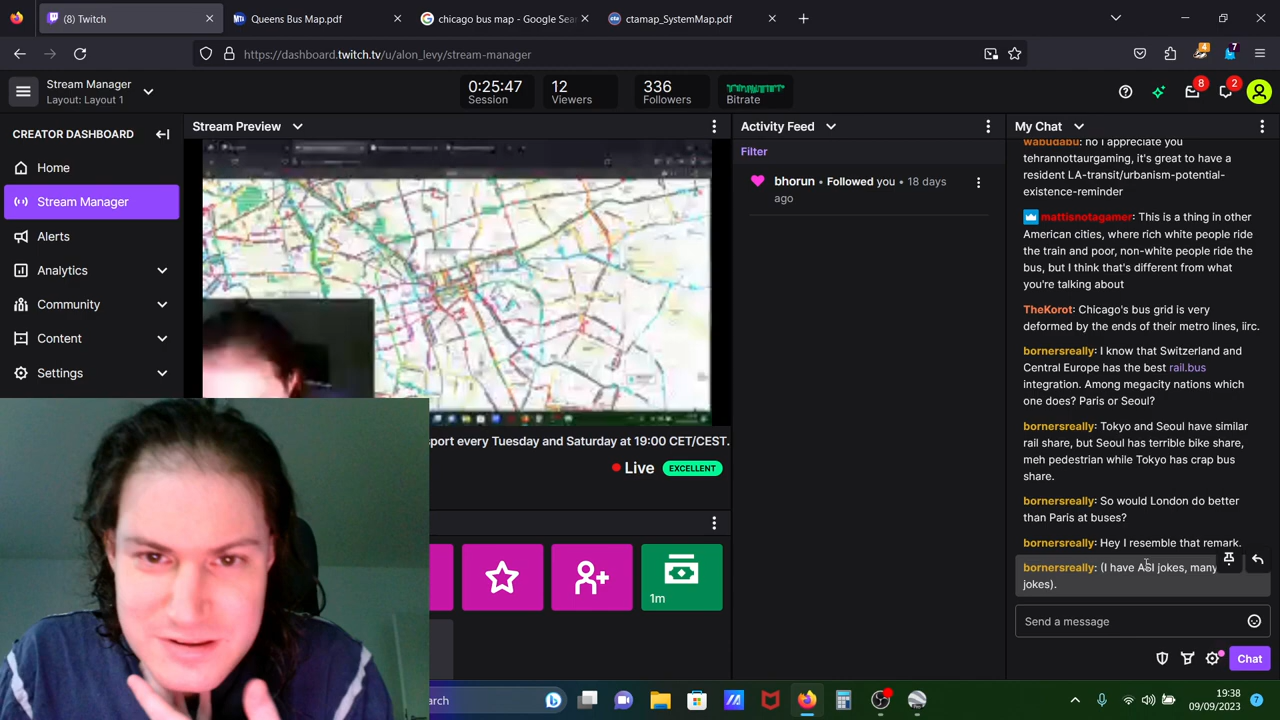 (8) Twitch
Queens Bus Map.pdf
chicago bus map - Google Sea
ctamap_SystemMap.pdf
https://dashboard.twitch.tv/u/alon_levy/stream-manager
4
7
Stream Manager
Layout: Layout 1
0:25:47
Session
12
Viewers
336
Followers
Bitrate
8
2
CREATOR DASHBOARD
Home
Stream Manager
Alerts
Analytics
Community
Content
Settings
Stream Preview
sport every Tuesday and Saturday at 19:00 CET/CEST.
Live
EXCELLENT
1m
Activity Feed
Filter
bhorun • Followed you • 18 days
ago
My Chat
wabudabu: no I appreciate you
tehrannottaurgaming, it's great to have a
resident LA-transit/urbanism-potential-
existence-reminder
mattisnotagamer: This is a thing in other
American cities, where rich white people ride
the train and poor, non-white people ride the
bus, but I think that's different from what
you're talking about
TheKorot: Chicago's bus grid is very
deformed by the ends of their metro lines, iirc.
bornersreally: I know that Switzerland and
Central Europe has the best rail.bus
integration. Among megacity nations which
one does? Paris or Seoul?
bornersreally: Tokyo and Seoul have similar
rail share, but Seoul has terrible bike share,
meh pedestrian while Tokyo has crap bus
share.
bornersreally: So would London do better
than Paris at buses?
bornersreally: Hey I resemble that remark.
bornersreally: (I have ASI jokes, many
jokes).
Send a message
Chat
earch
19:38
09/09/2023
7